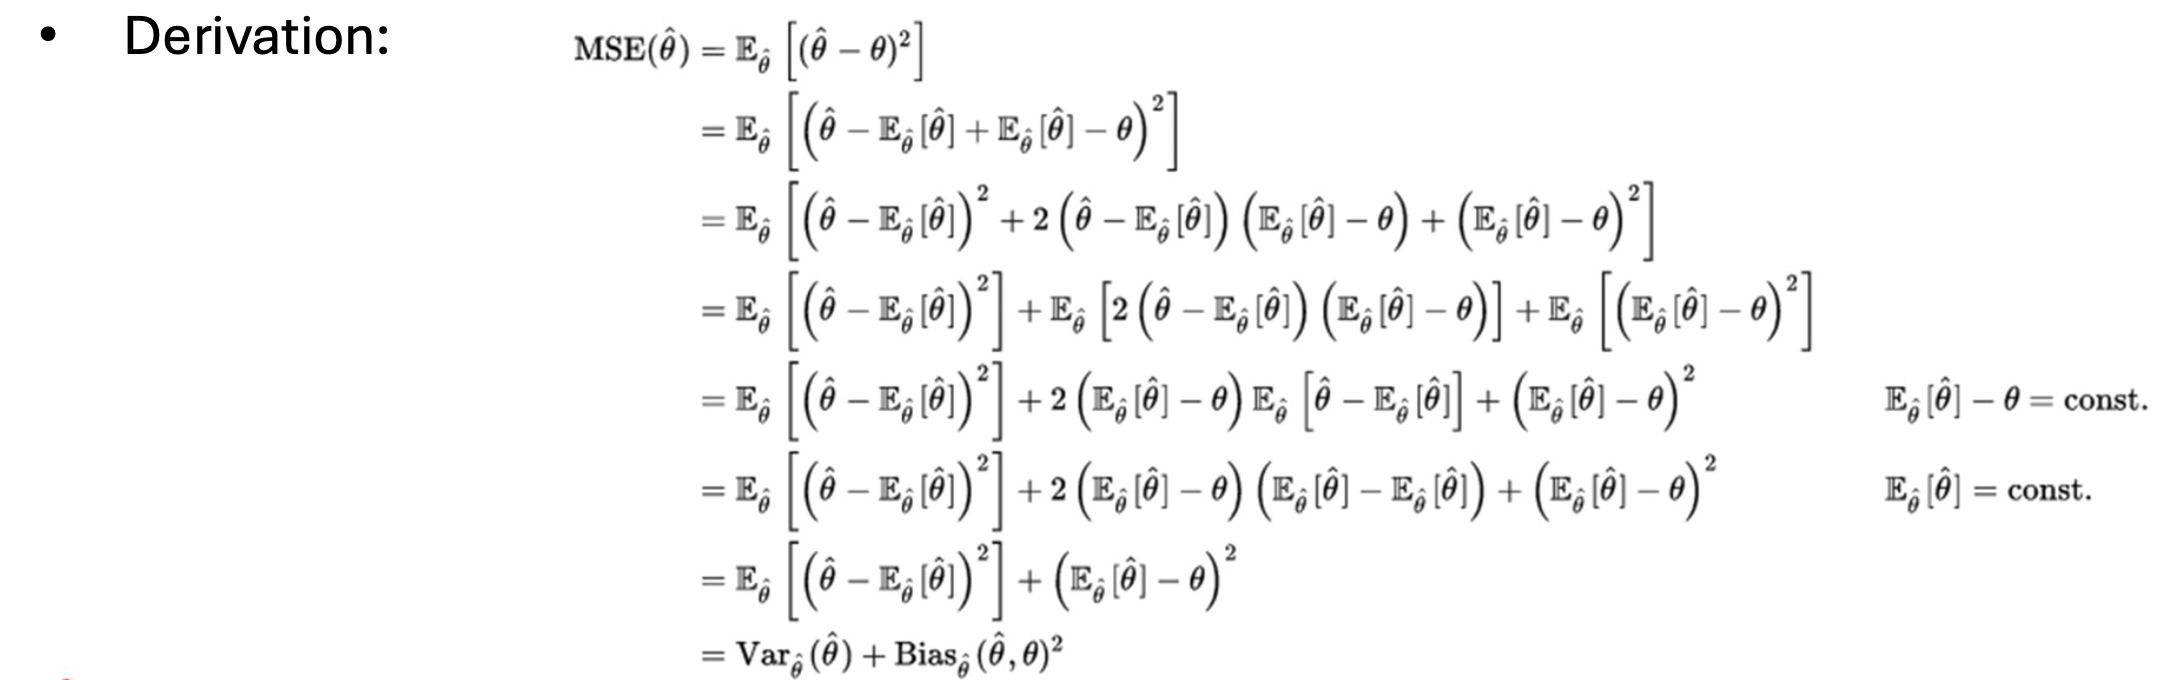 • Derivation:
MSE(θ̂) = 𝔼_θ̂ [(θ̂ − θ)²]
= 𝔼_θ̂ [(θ̂ − 𝔼_θ̂[θ̂] + 𝔼_θ̂[θ̂] − θ)²]
= 𝔼_θ̂ [(θ̂ − 𝔼_θ̂[θ̂])² + 2 (θ̂ − 𝔼_θ̂[θ̂]) (𝔼_θ̂[θ̂] − θ) + (𝔼_θ̂[θ̂] − θ)²]
= 𝔼_θ̂ [(θ̂ − 𝔼_θ̂[θ̂])²] + 𝔼_θ̂ [2 (θ̂ − 𝔼_θ̂[θ̂]) (𝔼_θ̂[θ̂] − θ)] + 𝔼_θ̂ [(𝔼_θ̂[θ̂] − θ)²]
= 𝔼_θ̂ [(θ̂ − 𝔼_θ̂[θ̂])²] + 2 (𝔼_θ̂[θ̂] − θ) 𝔼_θ̂ [θ̂ − 𝔼_θ̂[θ̂]] + (𝔼_θ̂[θ̂] − θ)² 𝔼_θ̂[θ̂] − θ = const.
= 𝔼_θ̂ [(θ̂ − 𝔼_θ̂[θ̂])²] + 2 (𝔼_θ̂[θ̂] − θ) (𝔼_θ̂[θ̂] − 𝔼_θ̂[θ̂]) + (𝔼_θ̂[θ̂] − θ)² 𝔼_θ̂[θ̂] = const.
= 𝔼_θ̂ [(θ̂ − 𝔼_θ̂[θ̂])²] + (𝔼_θ̂[θ̂] − θ)²
= Var_θ̂(θ̂) + Bias_θ̂(θ̂, θ)²